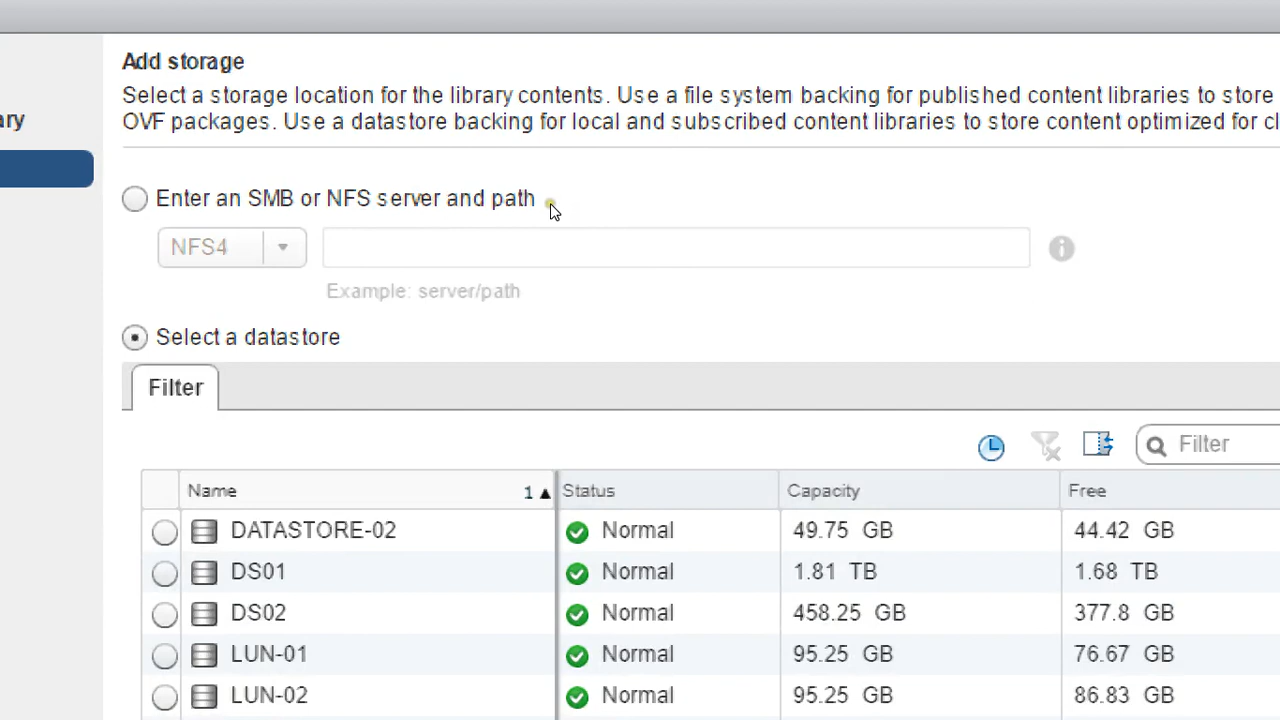 Add storage
Select a storage location for the library contents. Use a file system backing for published content libraries to store
ary
OVF packages. Use a datastore backing for local and subscribed content libraries to store content optimized for cl
Enter an SMB or NFS server and path
NFS4
Example: server/path
Select a datastore
Filter
Filter
Name 1 Status Capacity Free
DATASTORE-02 Normal 49.75 GB 44.42 GB
DS01 Normal 1.81 TB 1.68 TB
DS02 Normal 458.25 GB 377.8 GB
LUN-01 Normal 95.25 GB 76.67 GB
LUN-02 Normal 95.25 GB 86.83 GB